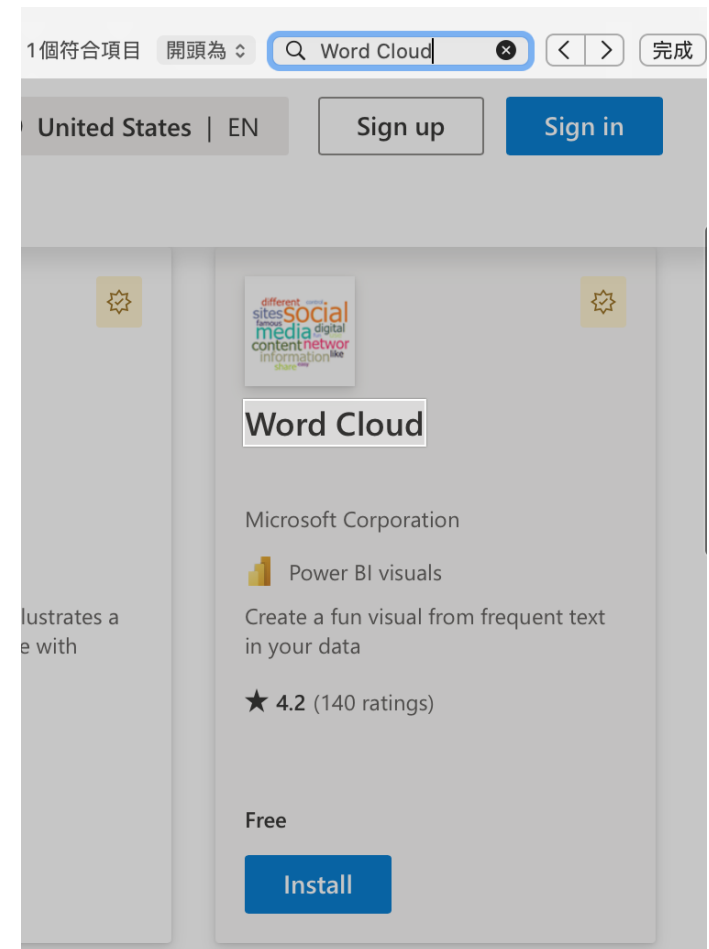 1個符合項目 開頭為 Word Cloud 完成
United States | EN Sign up Sign in
different
sites social
famous
media digital
content networ
information like
share easy
Word Cloud
Microsoft Corporation
Power BI visuals
lustrates a
e with
Create a fun visual from frequent text
in your data
★ 4.2 (140 ratings)
Free
Install